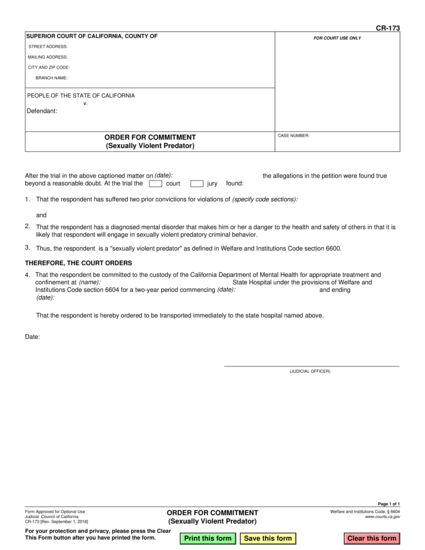 CR-173
SUPERIOR COURT OF CALIFORNIA, COUNTY OF
FOR COURT USE ONLY
STREET ADDRESS:
MAILING ADDRESS:
CITY AND ZIP CODE:
BRANCH NAME:
PEOPLE OF THE STATE OF CALIFORNIA
v.
Defendant:
ORDER FOR COMMITMENT
(Sexually Violent Predator)
CASE NUMBER:
After the trial in the above captioned matter on (date): the allegations in the petition were found true
beyond a reasonable doubt. At the trial the court jury found:
1. That the respondent has suffered two prior convictions for violations of (specify code sections):
and
2. That the respondent has a diagnosed mental disorder that makes him or her a danger to the health and safety of others in that it is
likely that respondent will engage in sexually violent predatory criminal behavior.
3. Thus, the respondent is a "sexually violent predator" as defined in Welfare and Institutions Code section 6600.
THEREFORE, THE COURT ORDERS
4. That the respondent be committed to the custody of the California Department of Mental Health for appropriate treatment and
confinement at (name): State Hospital under the provisions of Welfare and
Institutions Code section 6604 for a two-year period commencing (date): and ending
(date):
That the respondent is hereby ordered to be transported immediately to the state hospital named above.
Date:
(JUDICIAL OFFICER)
Page 1 of 1
Form Approved for Optional Use
Judicial Council of California
CR-173 [Rev. September 1, 2016]
ORDER FOR COMMITMENT
(Sexually Violent Predator)
Welfare and Institutions Code, § 6604
www.courts.ca.gov
For your protection and privacy, please press the Clear
This Form button after you have printed the form.
Print this form
Save this form
Clear this form